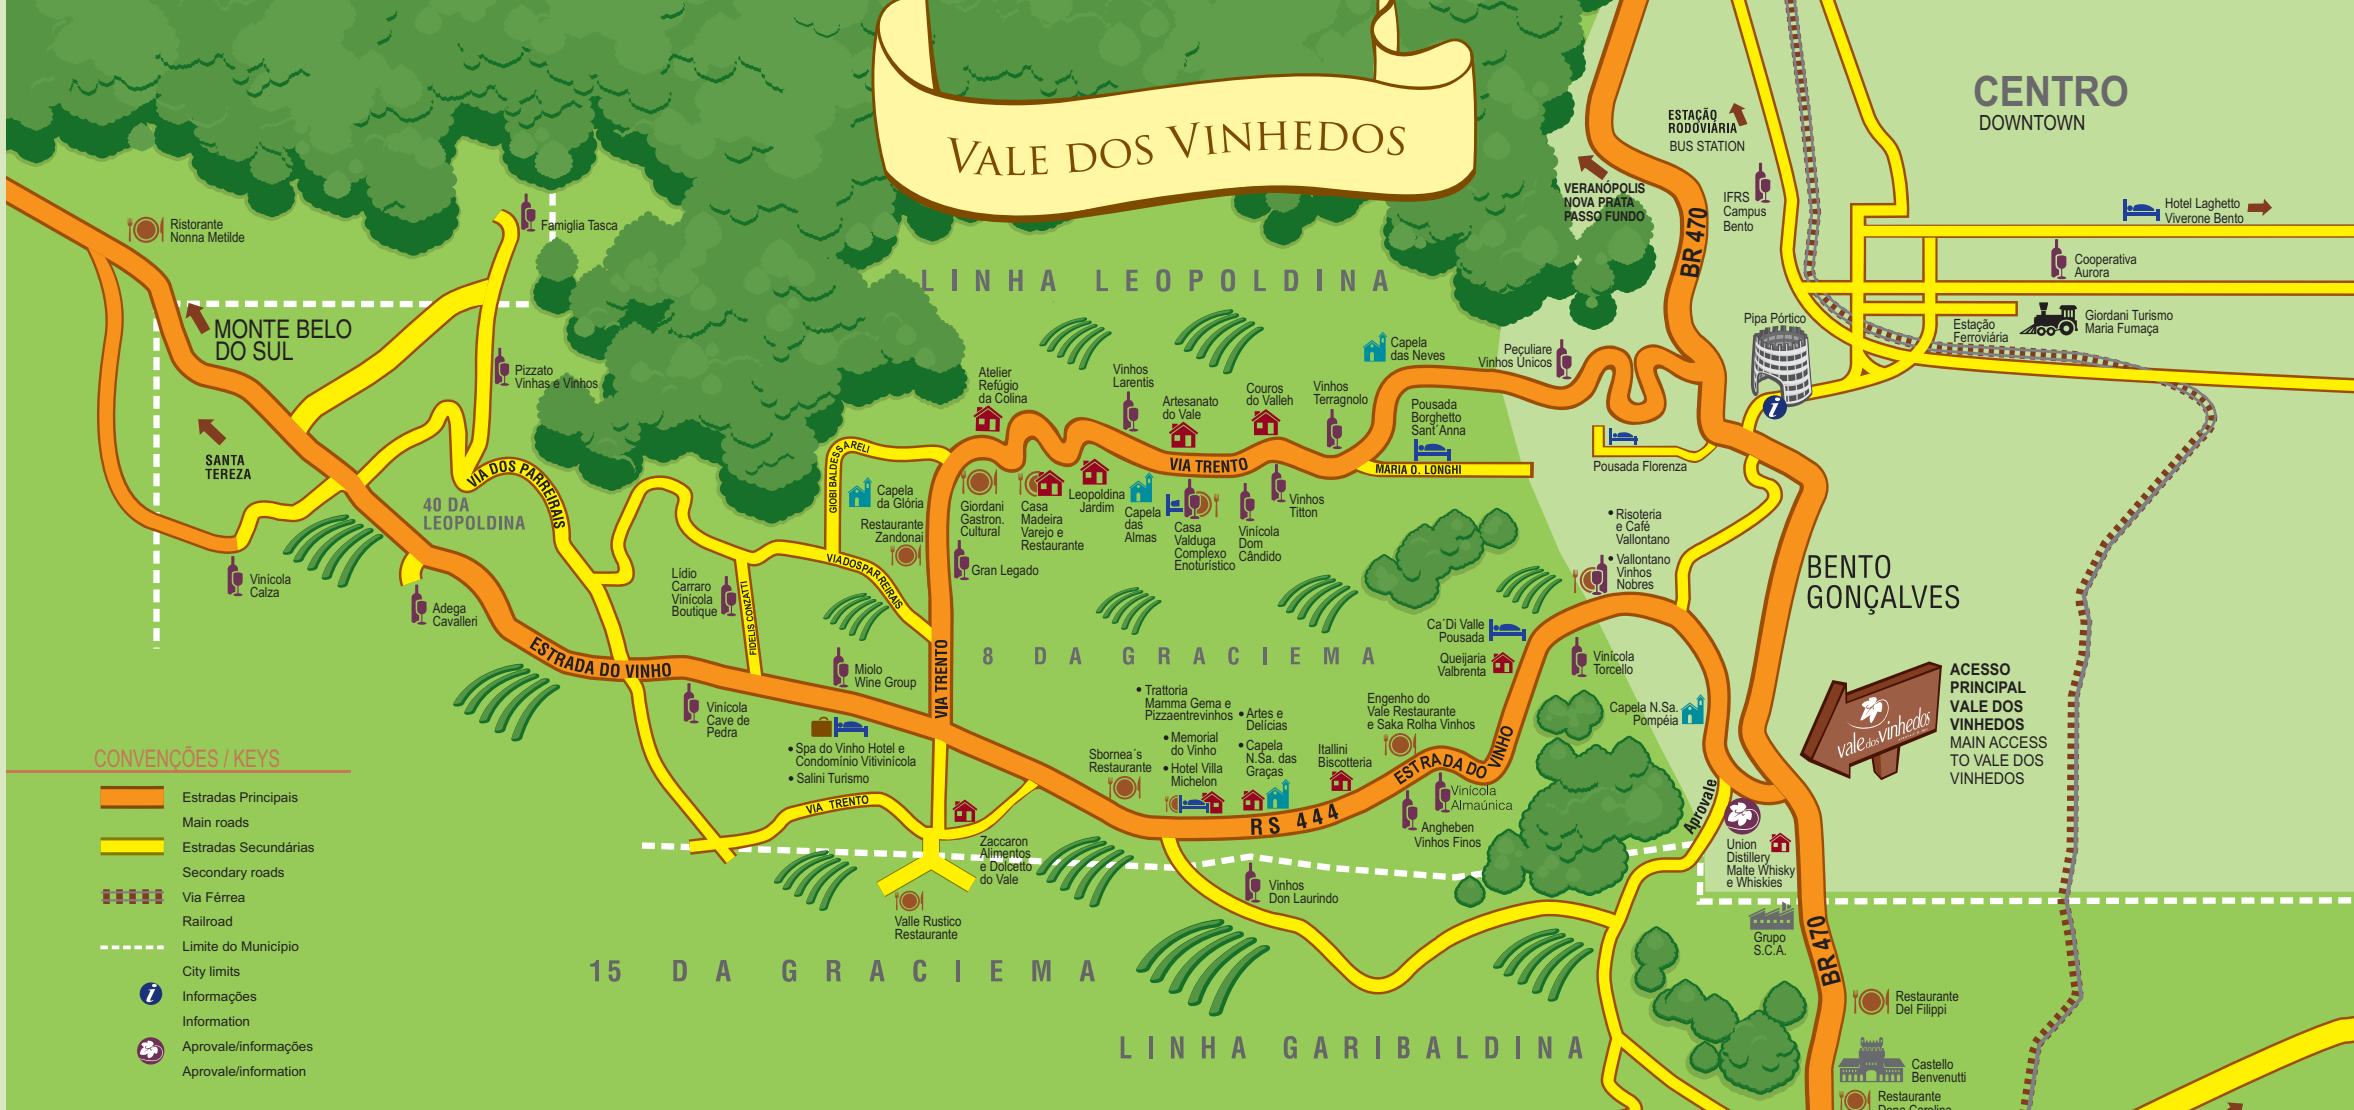 VALE DOS VINHEDOS
CENTRO
DOWNTOWN
ESTAÇÃO
RODOVIÁRIA
BUS STATION
VERANÓPOLIS
NOVA PRATA
PASSO FUNDO
IFRS
Campus
Bento
BR 470
Hotel Laghetto
Viverone Bento
Cooperativa
Aurora
Giordani Turismo
Maria Fumaça
Estação
Ferroviária
Pipa Pórtico
Ristorante
Nonna Metilde
Famiglia Tasca
LINHA LEOPOLDINA
MONTE BELO
DO SUL
Pizzato
Vinhas e Vinhos
SANTA
TEREZA
40 DA
LEOPOLDINA
VIA DOS PARREIRAIS
Vinícola
Calza
Adega
Cavalleri
Atelier
Refúgio
da Colina
Vinhos
Larentis
Artesanato
do Vale
Couros
do Valleh
Vinhos
Terragnolo
Capela
das Neves
Peculiare
Vinhos Únicos
Pousada
Borghetto
Sant´Anna
MARIA O. LONGHI
Pousada Florenza
VIA TRENTO
GIOBI BALDESSARELI
Capela
da Glória
Restaurante
Zandonai
Giordani
Gastron.
Cultural
Casa
Madeira
Varejo e
Restaurante
Leopoldina
Jardim
Capela
das
Almas
Casa
Valduga
Complexo
Enoturístico
Vinícola
Dom
Cândido
Vinhos
Titton
Gran Legado
Lídio
Carraro
Vinícola
Boutique
FIDELIS CONZATTI
VIA DOS PARREIRAIS
• Risoteria
e Café
Vallontano
• Vallontano
Vinhos
Nobres
BENTO
GONÇALVES
Ca´Di Valle
Pousada
Queijaria
Valbrenta
Vinícola
Torcello
8 DA GRACIEMA
ESTRADA DO VINHO
Miolo
Wine Group
VIA TRENTO
Vinícola
Cave de
Pedra
• Spa do Vinho Hotel e
Condomínio Vitivinícola
• Salini Turismo
• Trattoria
Mamma Gema e
Pizzaentrevinhos
• Memorial
do Vinho
• Hotel Villa
Michelon
• Artes e
Delícias
• Capela
N.Sa. das
Graças
Sbornea´s
Restaurante
Engenho do
Vale Restaurante
e Saka Rolha Vinhos
Itallini
Biscotteria
ESTRADA DO VINHO
Capela N.Sa.
Pompéia
vale dos vinhedos
ACESSO
PRINCIPAL
VALE DOS
VINHEDOS
MAIN ACCESS
TO VALE DOS
VINHEDOS
RS 444
Vinícola
Almaúnica
Angheben
Vinhos Finos
Aprovale
Union
Distillery
Malte Whisky
e Whiskies
VIA TRENTO
Zaccaron
Alimentos
e Dolcetto
do Vale
Valle Rustico
Restaurante
Vinhos
Don Laurindo
Grupo
S.C.A.
BR 470
15 DA GRACIEMA
LINHA GARIBALDINA
Restaurante
Del Filippi
Castello
Benvenutti
Restaurante
CONVENÇÕES / KEYS
Estradas Principais
Main roads
Estradas Secundárias
Secondary roads
Via Férrea
Railroad
Limite do Município
City limits
i
Informações
Information
Aprovale/informações
Aprovale/information